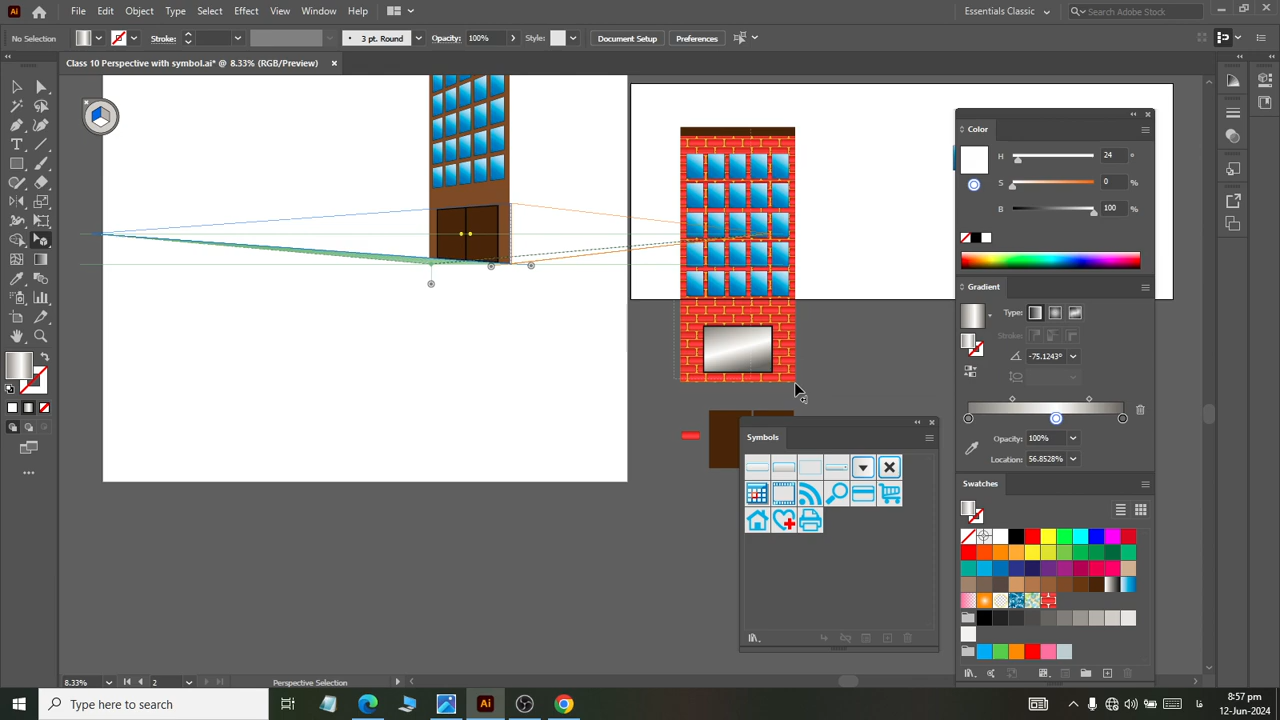 Ai File Edit Object Type Select Effect View Window Help Essentials Classic Search Adobe Stock
No Selection Stroke: 3 pt. Round Opacity: 100% Style: Document Setup Preferences
Class 10 Perspective with symbol.ai* @ 8.33% (RGB/Preview)
Color
H 24 °
S 0 %
B 100 %
Gradient
Type:
Stroke:
-75.1243°
Opacity: 100%
Location: 56.8528%
Symbols
Swatches
8.33% 2 Perspective Selection
Type here to search
Ai
8:57 pm
12-Jun-2024